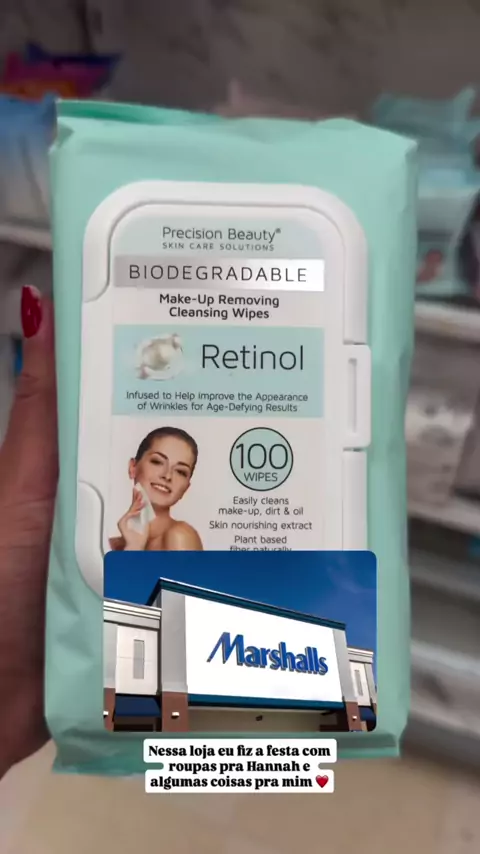 Precision Beauty®
SKIN CARE SOLUTIONS
BIODEGRADABLE
Make-Up Removing
Cleansing Wipes
Retinol
Infused to Help Improve the Appearance
of Wrinkles for Age-Defying Results
100
WIPES
Easily cleans
make-up, dirt & oil
Skin nourishing extract
Plant based
fiber naturally
Marshalls
Nessa loja eu fiz a festa com
roupas pra Hannah e
algumas coisas pra mim ♥️